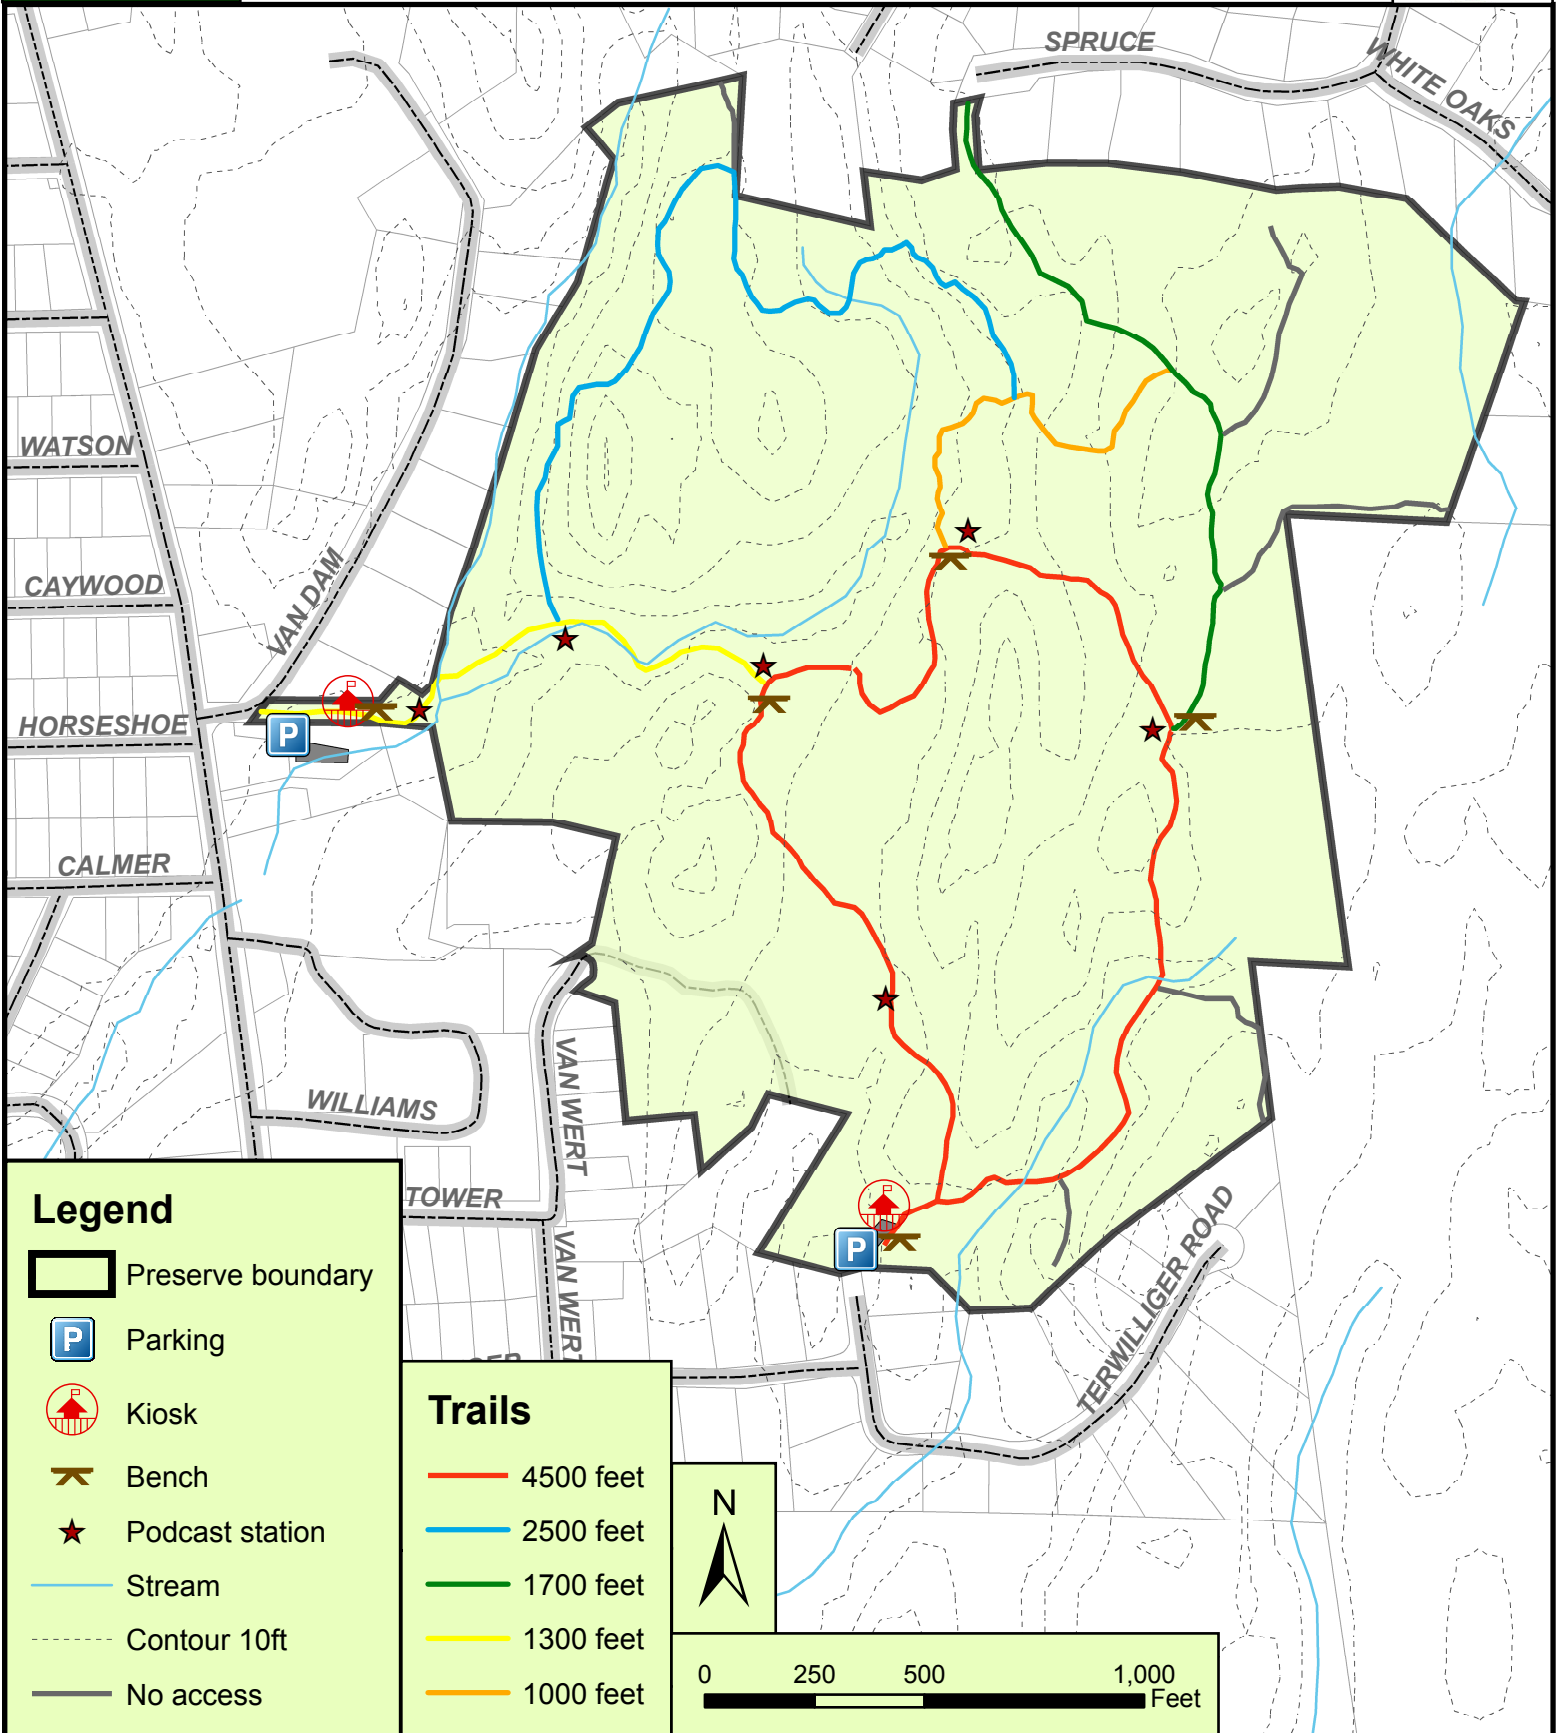 SPRUCE
WHITE OAKS
WATSON
CAYWOOD
VAN DAM
HORSESHOE
P
CALMER
WILLIAMS
VAN WERT
TOWER
VAN WERT
TERWILLIGER ROAD
P
Legend
Preserve boundary
P Parking
Kiosk
Bench
Podcast station
Stream
Contour 10ft
No access
Trails
4500 feet
2500 feet
1700 feet
1300 feet
1000 feet
N
0 250 500 1,000
Feet